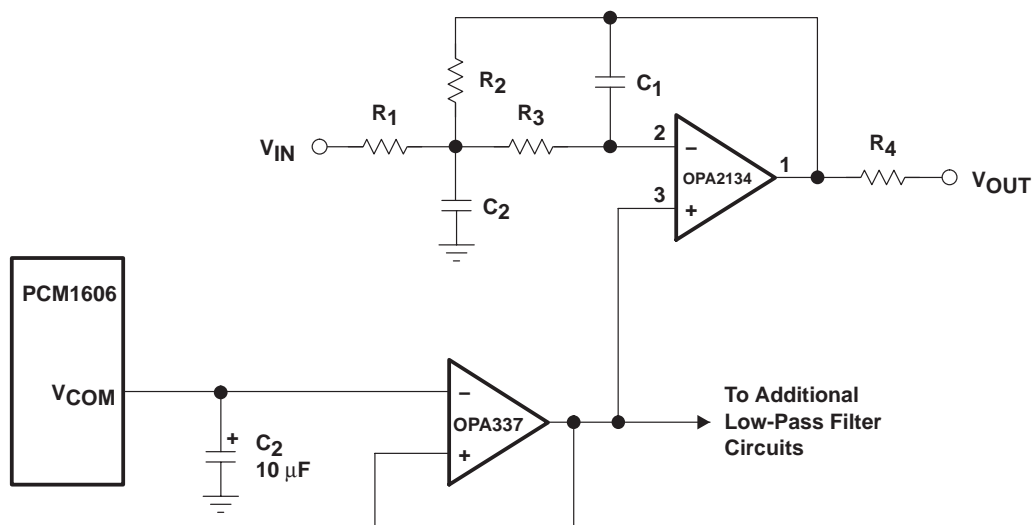 R2
C1
R1
R3
VIN
2
−
OPA2134
1
R4
VOUT
3
+
C2
PCM1606
VCOM
−
OPA337
+
To Additional
Low-Pass Filter
Circuits
+
C2
10 μF